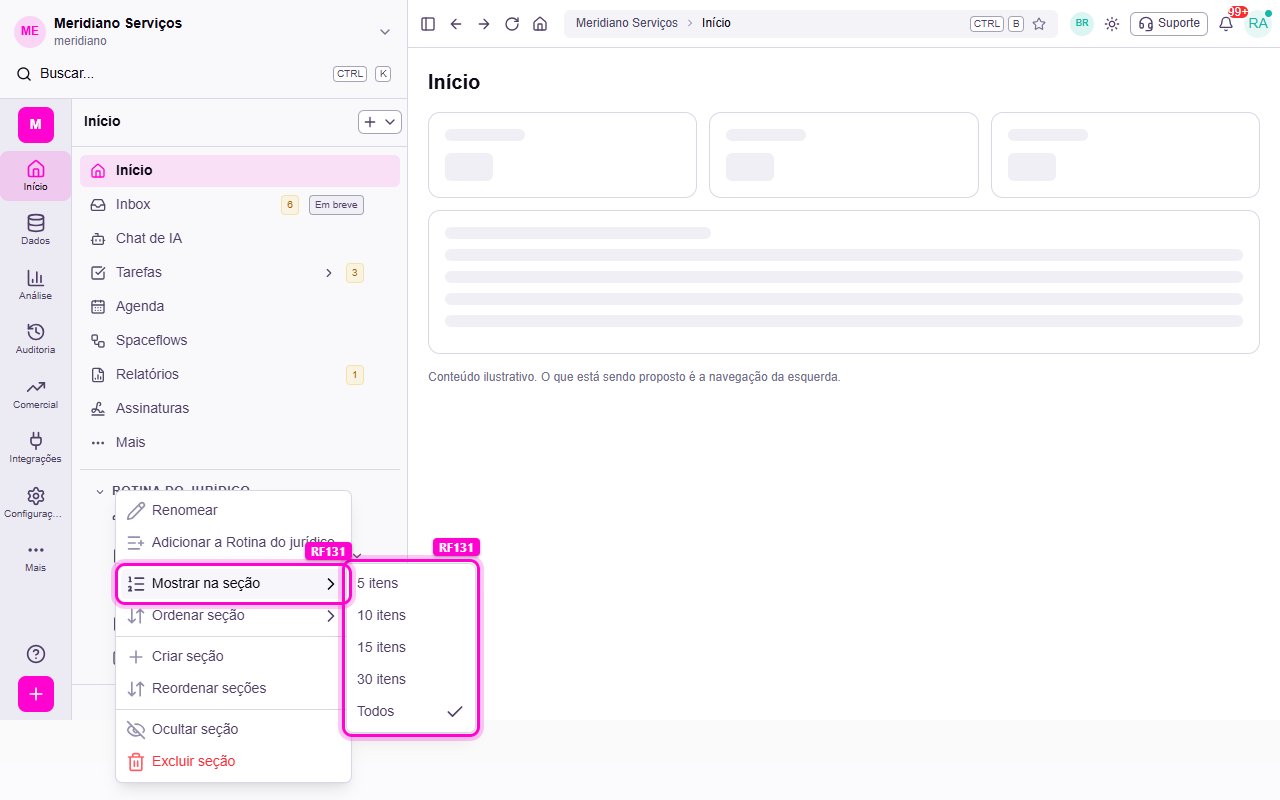 ME
Meridiano Serviços
meridiano
Buscar...
CTRL
K
Meridiano Serviços
Início
CTRL
B
BR
Suporte
99+
RA
M
Início
Dados
Análise
Auditoria
Comercial
Integrações
Configuraç...
Mais
Início
Início
Inbox
6
Em breve
Chat de IA
Tarefas
3
Agenda
Spaceflows
Relatórios
1
Assinaturas
Mais
ROTINA DO JURÍDICO
Renomear
Adicionar a Rotina do jurídico
RF131
Mostrar na seção
Ordenar seção
Criar seção
Reordenar seções
Ocultar seção
Excluir seção
RF131
5 itens
10 itens
15 itens
30 itens
Todos
Início
Conteúdo ilustrativo. O que está sendo proposto é a navegação da esquerda.